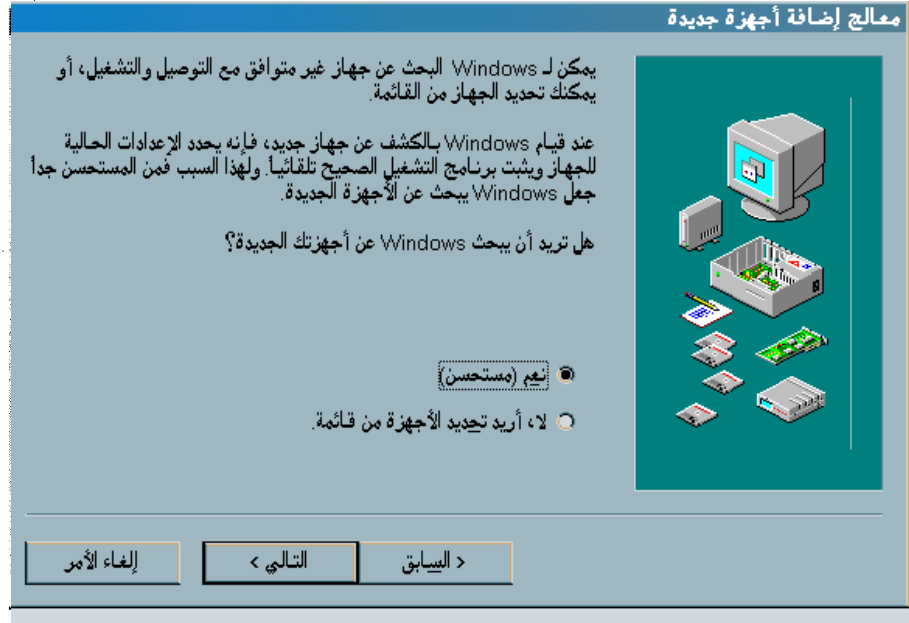 معالج إضافة أجهزة جديدة
يمكن لـ Windows البحث عن جهاز غير متوافق مع التوصيل والتشغيل، أو
يمكنك تحديد الجهاز من القائمة.
عند قيام Windows بالكشف عن جهاز جديد، فإنه يحدد الإعدادات الحالية
للجهاز ويثبت برنامج التشغيل الصحيح تلقائياً. ولهذا السبب فمن المستحسن جداً
جعل Windows يبحث عن الأجهزة الجديدة.
هل تريد أن يبحث Windows عن أجهزتك الجديدة؟
نعم (مستحسن)
لا، أريد تحديد الأجهزة من قائمة.
< السابق
التالي >
إلغاء الأمر